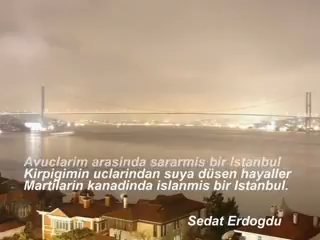 Avuclarim arasinda sararmis bir Istanbul
Kirpigimin uclarindan suya düsen hayaller
Martilarin kanadinda islanmis bir Istanbul.
Sedat Erdogdu